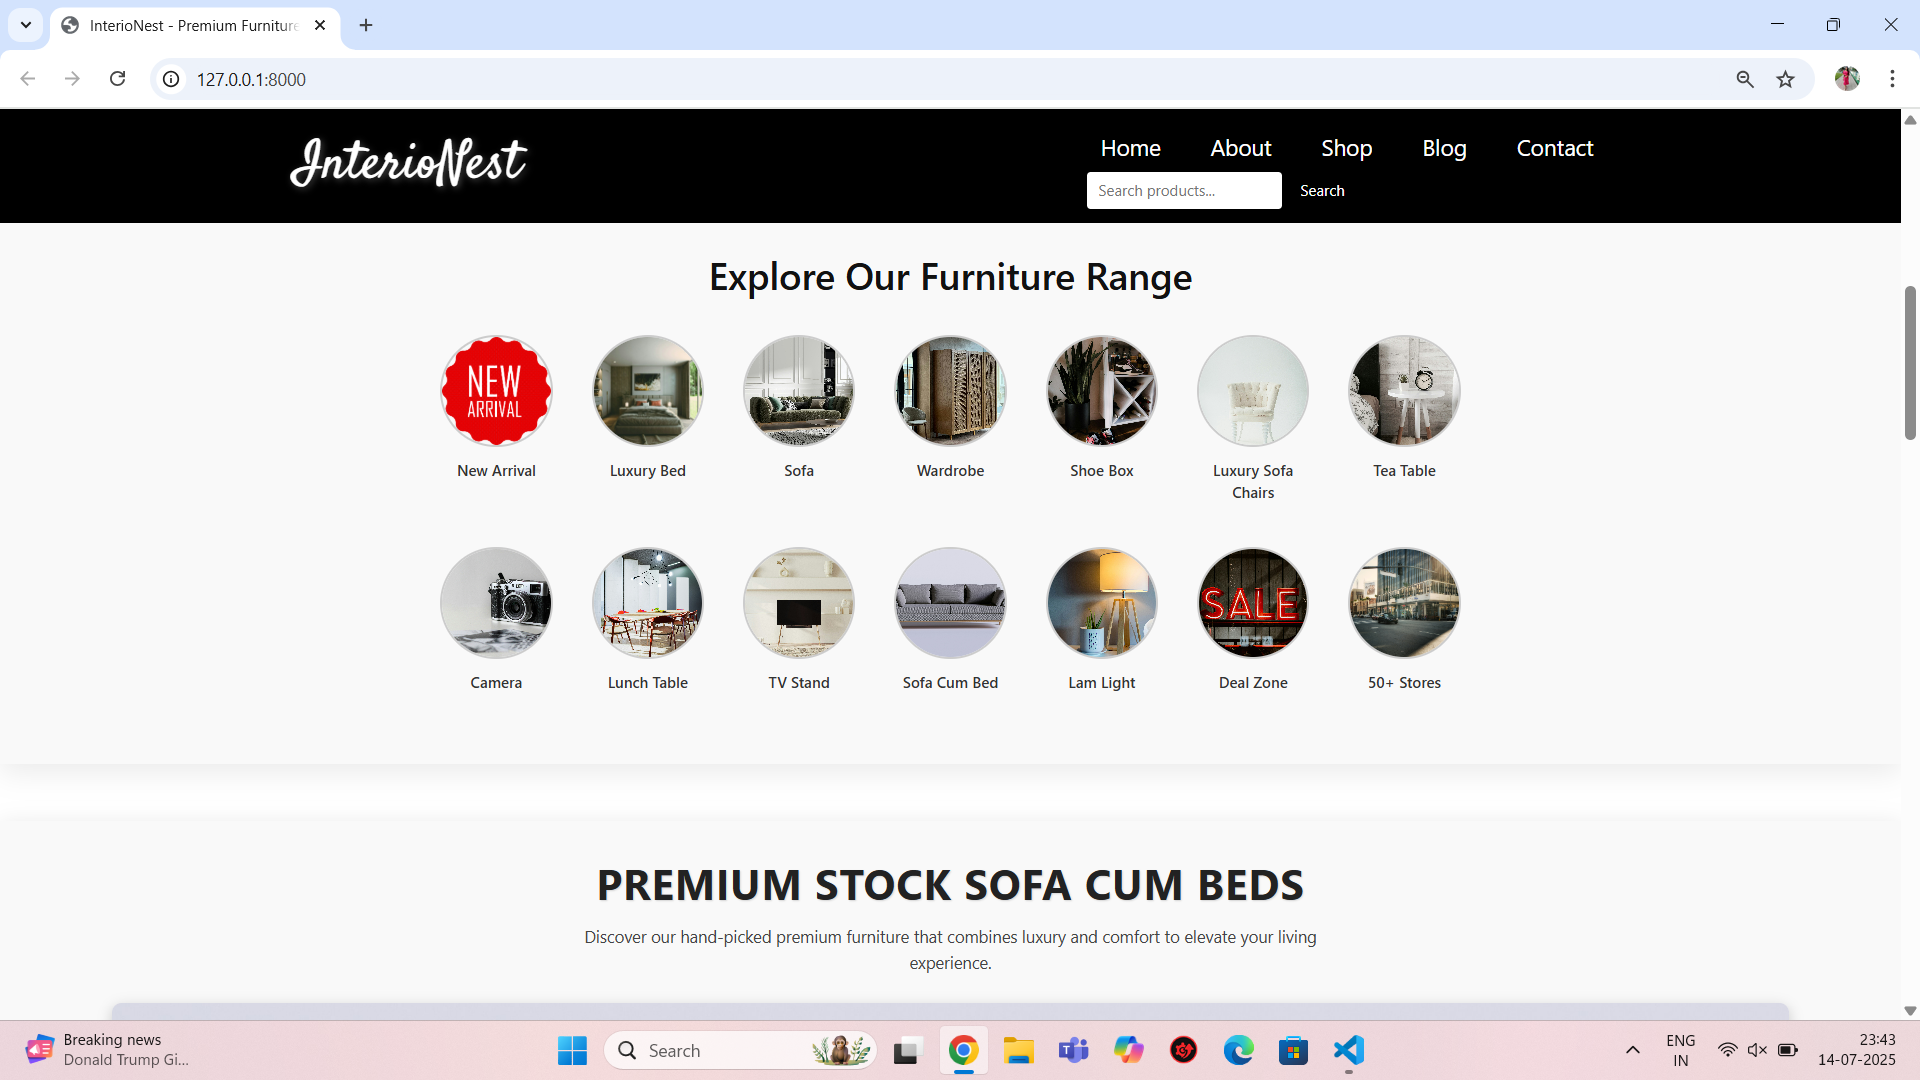 InterioNest - Premium Furniture
127.0.0.1:8000
InterioNest
Home About Shop Blog Contact
Search products... Search
Explore Our Furniture Range
NEW
ARRIVAL
New Arrival Luxury Bed Sofa Wardrobe Shoe Box Luxury Sofa Chairs Tea Table
SALE
Camera Lunch Table TV Stand Sofa Cum Bed Lam Light Deal Zone 50+ Stores
PREMIUM STOCK SOFA CUM BEDS
Discover our hand-picked premium furniture that combines luxury and comfort to elevate your living
experience.
Breaking news
Donald Trump Gi...
Search
ENG
IN
23:43
14-07-2025